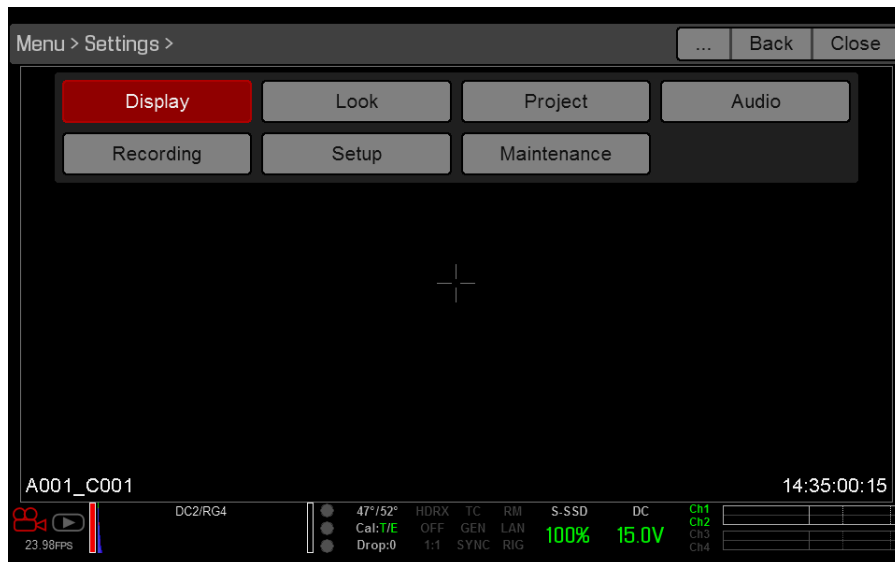 Menu > Settings > ... Back Close
Display Look Project Audio
Recording Setup Maintenance
A001_C001 14:35:00:15
DC2/RG4 47°/52° HDRX TC RM S-SSD DC Ch1
Cal:T/E OFF GEN LAN 100% 15.0V Ch2
23.98FPS Drop:0 1:1 SYNC RIG Ch3
Ch4